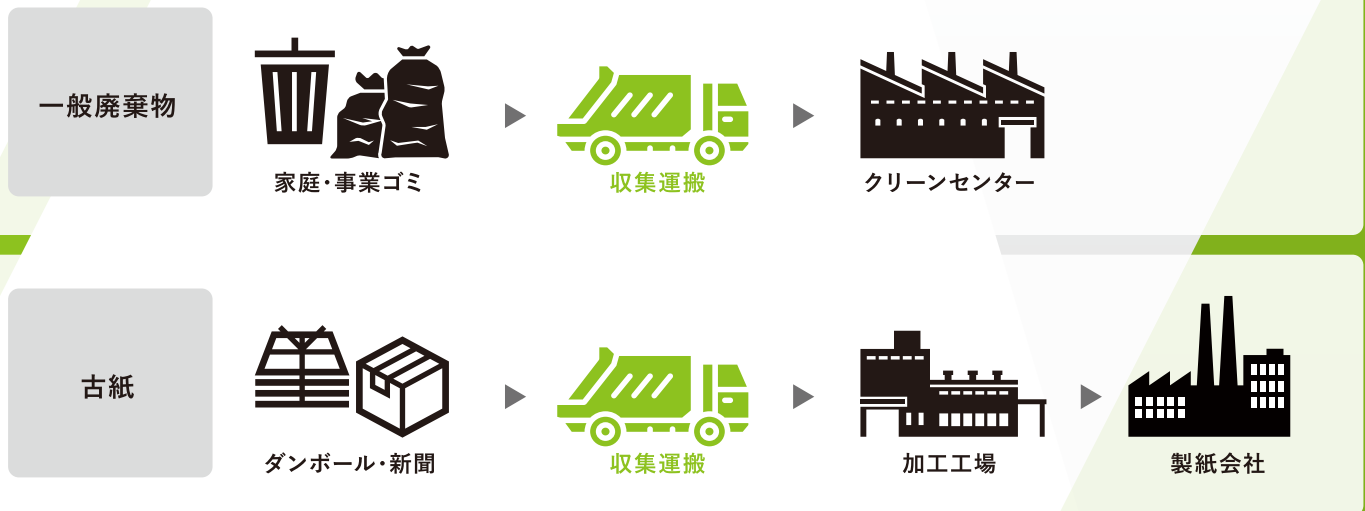 一般廃棄物
家庭・事業ゴミ
収集運搬
クリーンセンター
古紙
ダンボール・新聞
収集運搬
加工工場
製紙会社